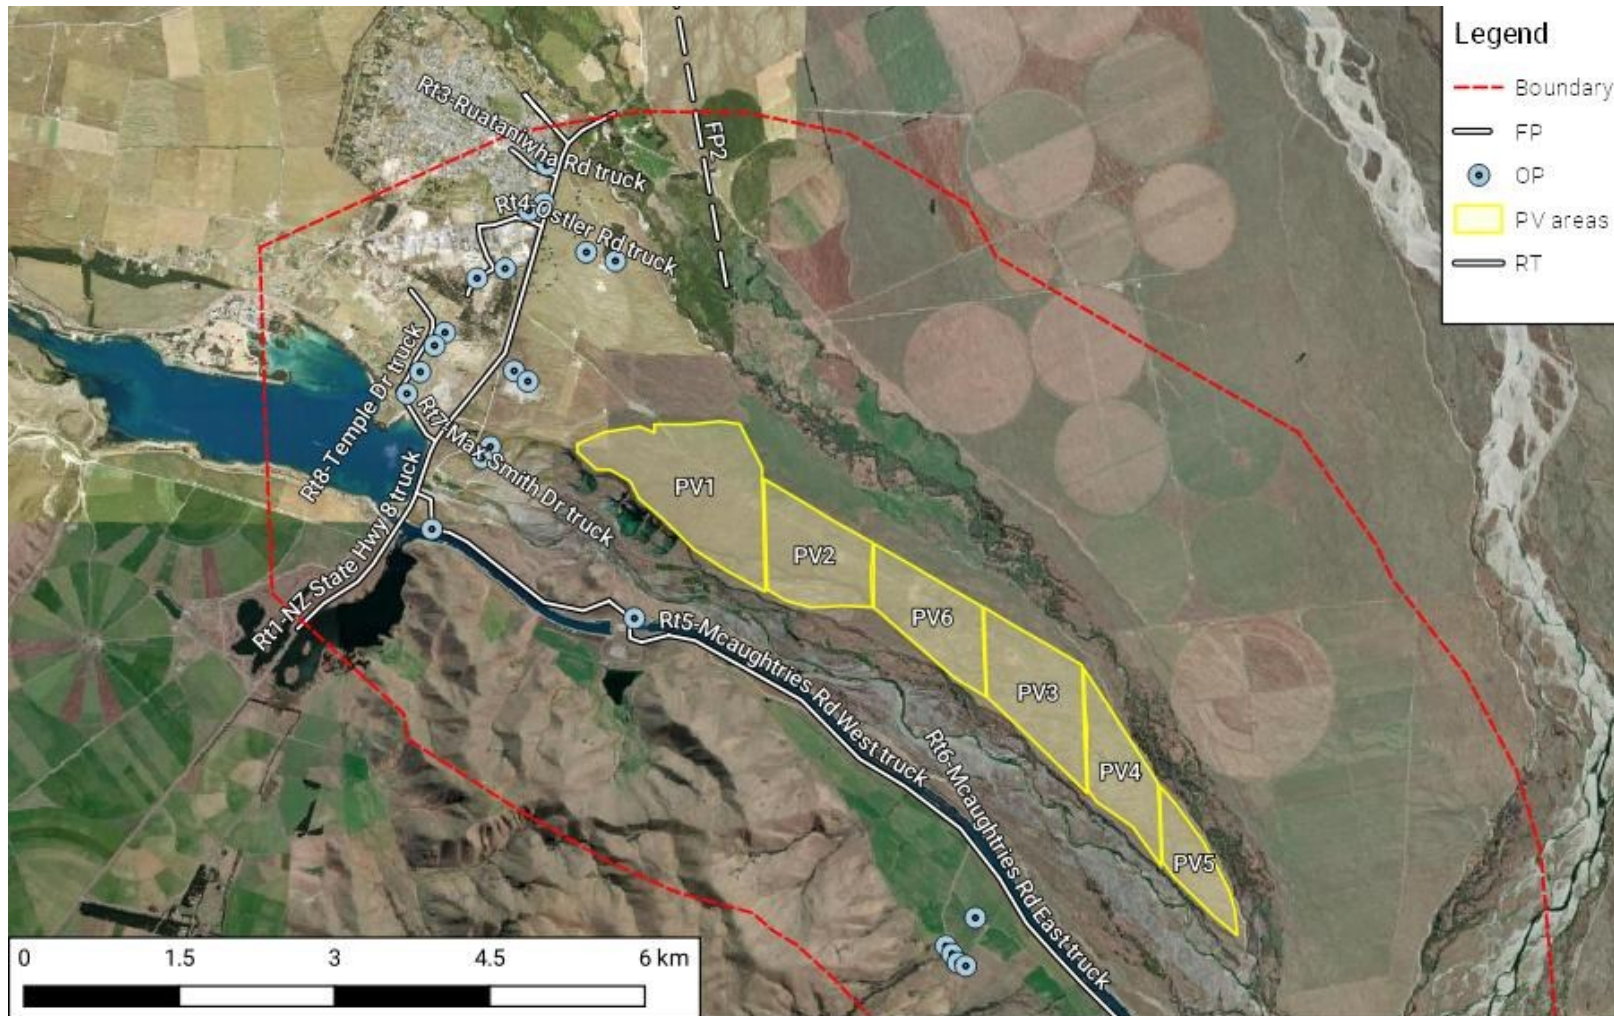 Legend
Boundary
FP
OP
PV areas
RT
Rt3-Ruataniwha Rd truck
FP2
Rt4-Ostler Rd truck
Rt8-Temple Dr truck
Rt7-Max Smith Dr truck
Rt1-NZ State Hwy 8 truck
PV1
PV2
PV6
PV3
PV4
PV5
Rt5-Mcaughtries Rd West truck
Rt6-Mcaughtries Rd East truck
0 1.5 3 4.5 6 km